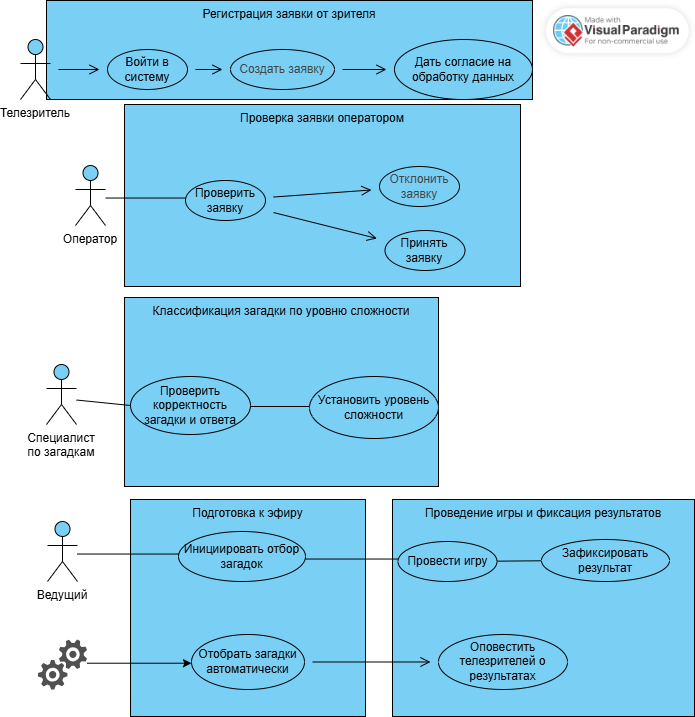 Регистрация заявки от зрителя
Made with
VisualParadigm
For non-commercial use
Войти в
систему
Создать заявку
Дать согласие на
обработку данных
Телезритель
Проверка заявки оператором
Проверить
заявку
Отклонить
заявку
Принять
заявку
Оператор
Классификация загадки по уровню сложности
Проверить
корректность
загадки и ответа
Установить уровень
сложности
Специалист
по загадкам
Подготовка к эфиру
Проведение игры и фиксация результатов
Инициировать отбор
загадок
Провести игру
Зафиксировать
результат
Ведущий
Отобрать загадки
автоматически
Оповестить
телезрителей о
результатах